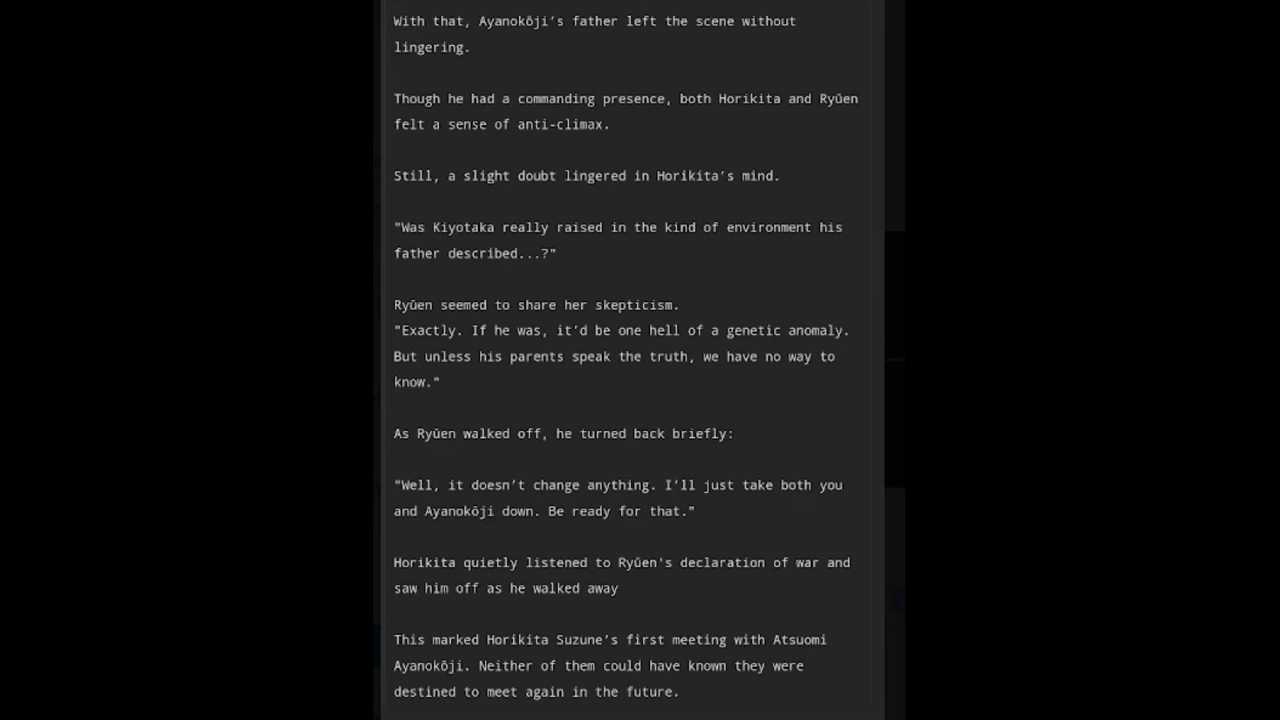 With that, Ayanokōji’s father left the scene without
lingering.
Though he had a commanding presence, both Horikita and Ryūen
felt a sense of anti-climax.
Still, a slight doubt lingered in Horikita’s mind.
"Was Kiyotaka really raised in the kind of environment his
father described...?"
Ryūen seemed to share her skepticism.
"Exactly. If he was, it’d be one hell of a genetic anomaly.
But unless his parents speak the truth, we have no way to
know."
As Ryūen walked off, he turned back briefly:
"Well, it doesn’t change anything. I’ll just take both you
and Ayanokōji down. Be ready for that."
Horikita quietly listened to Ryūen's declaration of war and
saw him off as he walked away
This marked Horikita Suzune’s first meeting with Atsuomi
Ayanokōji. Neither of them could have known they were
destined to meet again in the future.